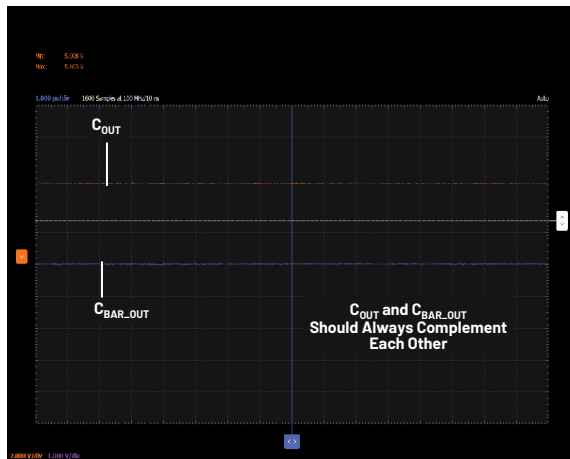 Min: 5.008 V
Max: 5.103 V
1.000 µs/div 1600 Samples at 100 MHz/10 ns Auto
COUT
CBAR_OUT
COUT and CBAR_OUT
Should Always Complement
Each Other
2.000 V/div 1.000 V/div